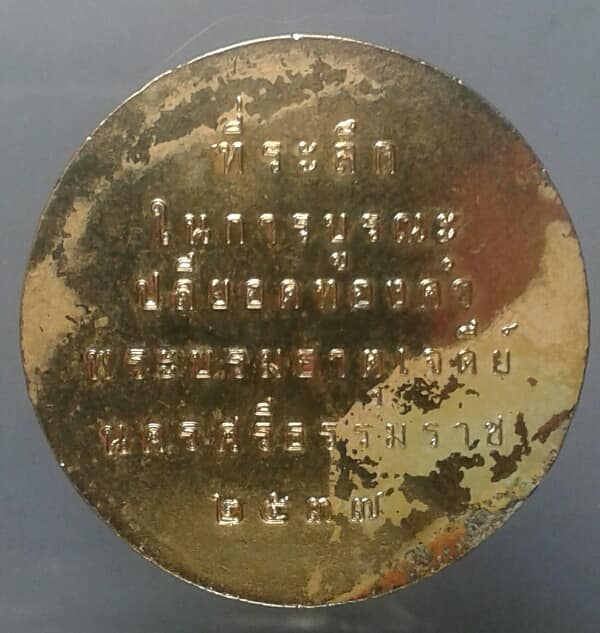 ที่ระลึก
ในการบูรณะ
ปลียอดทองคำ
พระบรมธาตุเจดีย์
นครศรีธรรมราช
๒๕๓๗